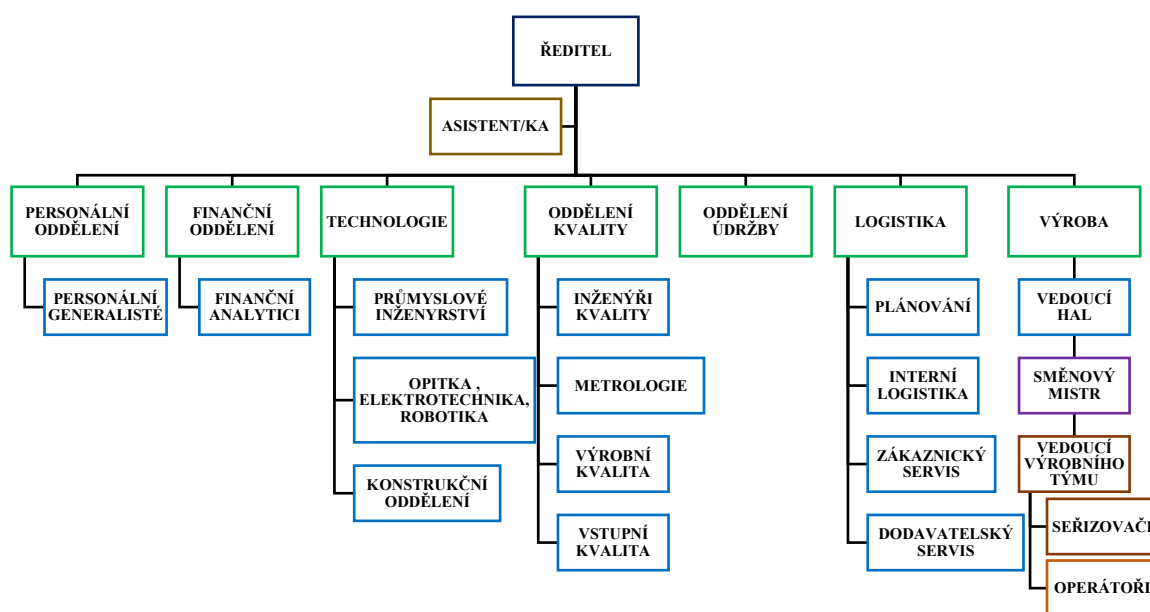 ŘEDITEL
ASISTENT/KA
PERSONÁLNÍ
ODDĚLENÍ
FINANČNÍ
ODDĚLENÍ
TECHNOLOGIE
ODDĚLENÍ
KVALITY
ODDĚLENÍ
ÚDRŽBY
LOGISTIKA
VÝROBA
PERSONÁLNÍ
GENERALISTÉ
FINANČNÍ
ANALYTICI
PRŮMYSLOVÉ
INŽENYRSTVÍ
INŽENÝŘI
KVALITY
PLÁNOVÁNÍ
VEDOUCÍ
HAL
OPITKA ,
ELEKTROTECHNIKA,
ROBOTIKA
METROLOGIE
INTERNÍ
LOGISTIKA
SMĚNOVÝ
MISTR
KONSTRUKČNÍ
ODDĚLENÍ
VÝROBNÍ
KVALITA
ZÁKAZNICKÝ
SERVIS
VEDOUCÍ
VÝROBNÍHO
TÝMU
VSTUPNÍ
KVALITA
DODAVATELSKÝ
SERVIS
SEŘIZOVAČI
OPERÁTOŘI